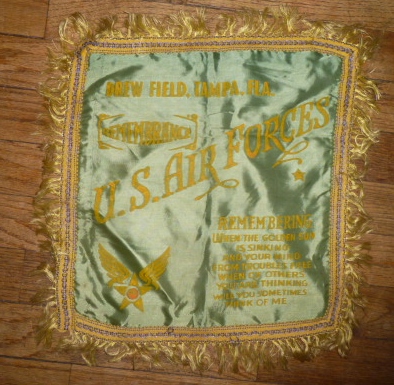 DREW FIELD, TAMPA, FLA.
REMEMBRANCE
U.S. AIR FORCES
REMEMBERING
WHEN THE GOLDEN SUN
IS SINKING
AND YOUR MIND
FROM TROUBLES FREE
WHEN OF OTHERS
YOU ARE THINKING
WILL YOU SOMETIMES
THINK OF ME